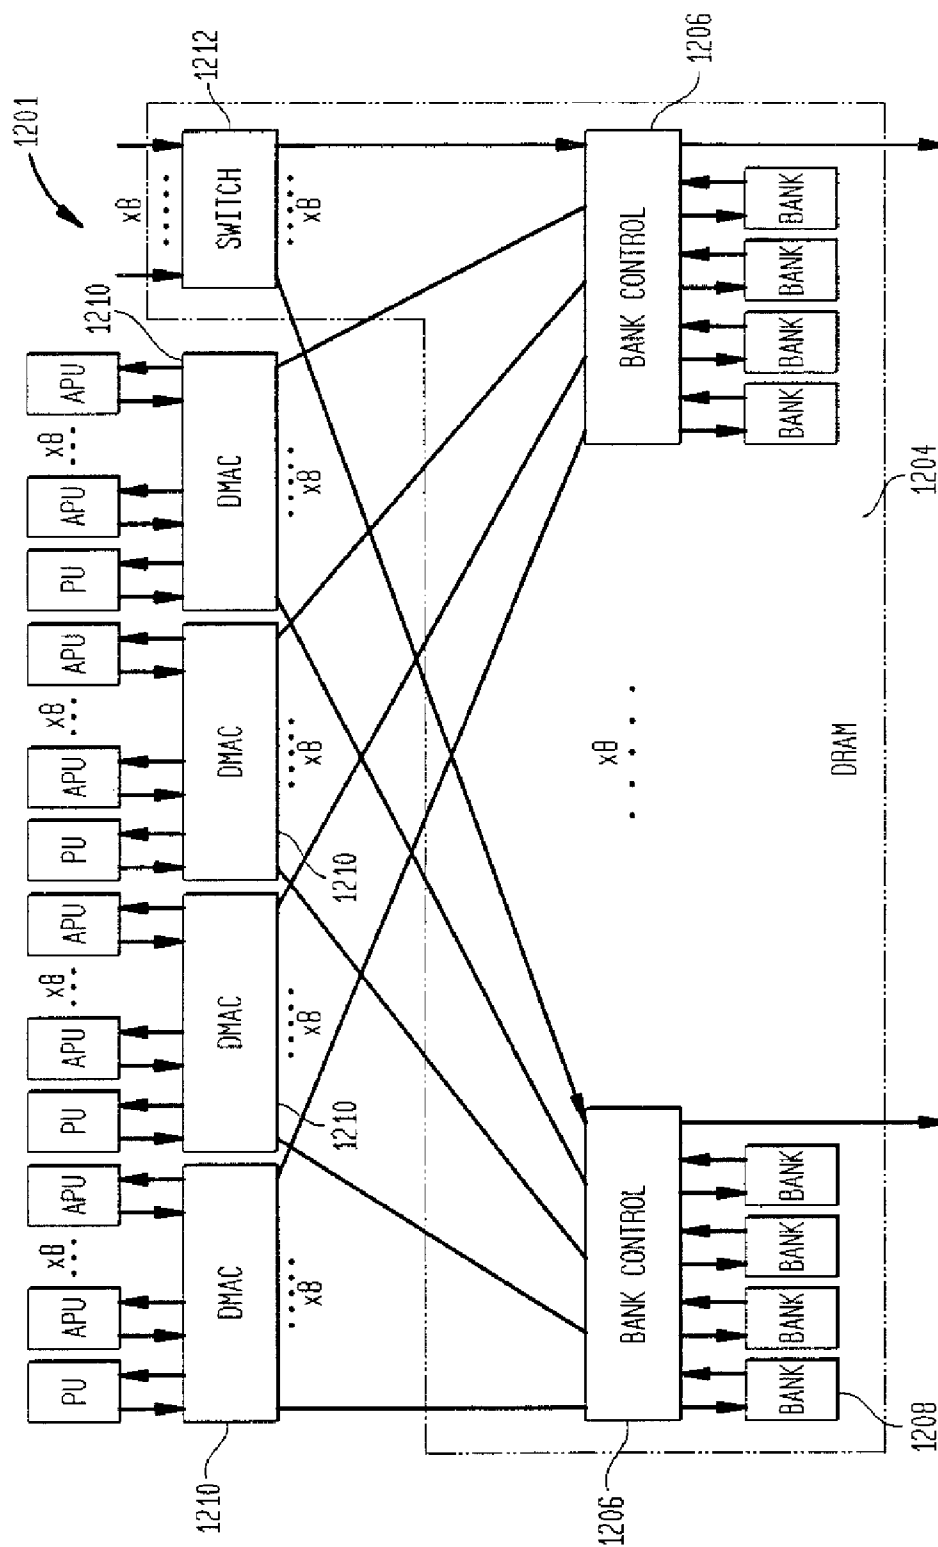 1201
PU
APU
x8
APU
PU
APU
x8
APU
PU
APU
x8
APU
PU
APU
x8
APU
x8
1210
DMAC
x8
1210
DMAC
x8
1210
DMAC
x8
1210
DMAC
x8
1212
SWITCH
x8
1206
BANK CONTROL
x8
BANK CONTROL
1206
BANK
BANK
BANK
BANK
BANK
BANK
BANK
BANK
1208
DRAM
1204